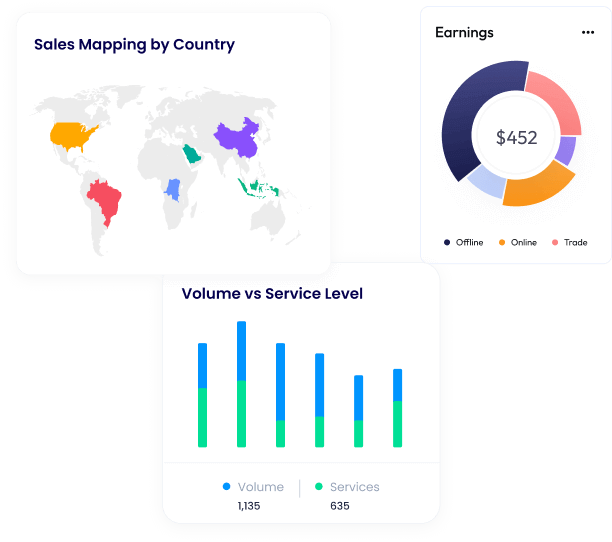 Sales Mapping by Country
Earnings
$452
Offline
Online
Trade
Volume vs Service Level
Volume
Services
1,135
635